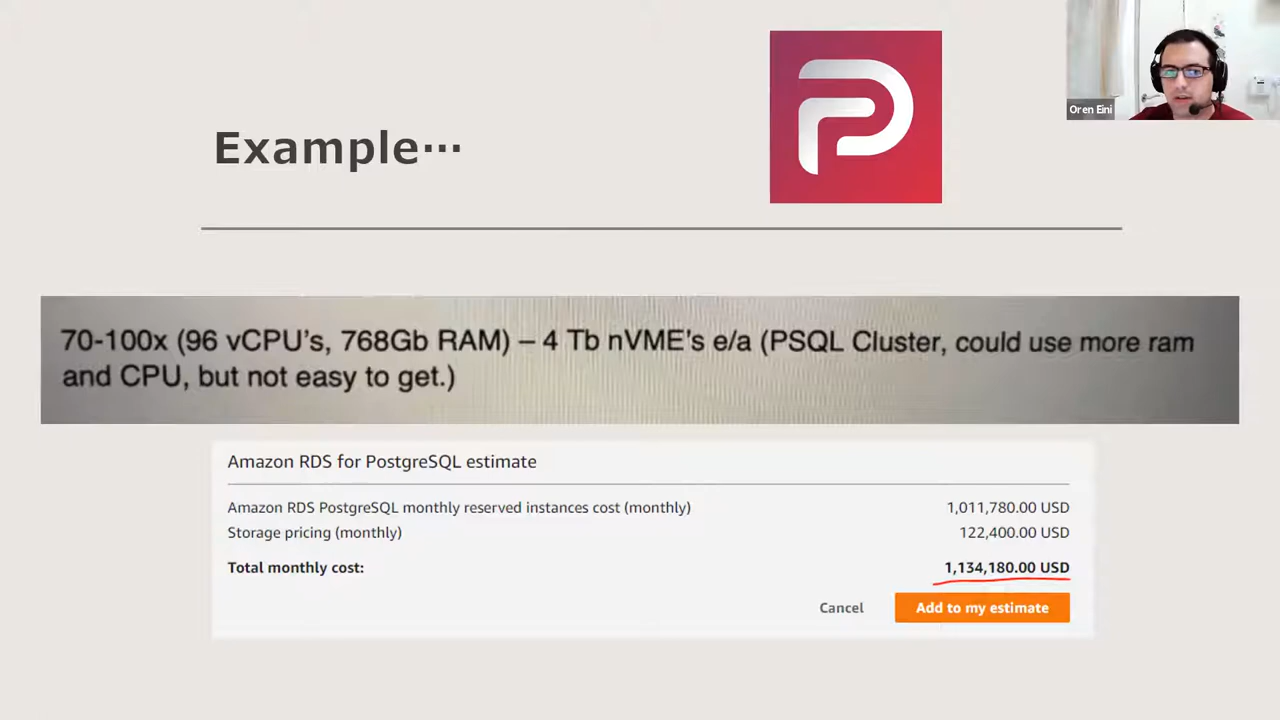 Example…
Oren Eini
70-100x (96 vCPU's, 768Gb RAM) – 4 Tb nVME's e/a (PSQL Cluster, could use more ram
and CPU, but not easy to get.)
Amazon RDS for PostgreSQL estimate
Amazon RDS PostgreSQL monthly reserved instances cost (monthly) 1,011,780.00 USD
Storage pricing (monthly) 122,400.00 USD
Total monthly cost: 1,134,180.00 USD
Cancel Add to my estimate